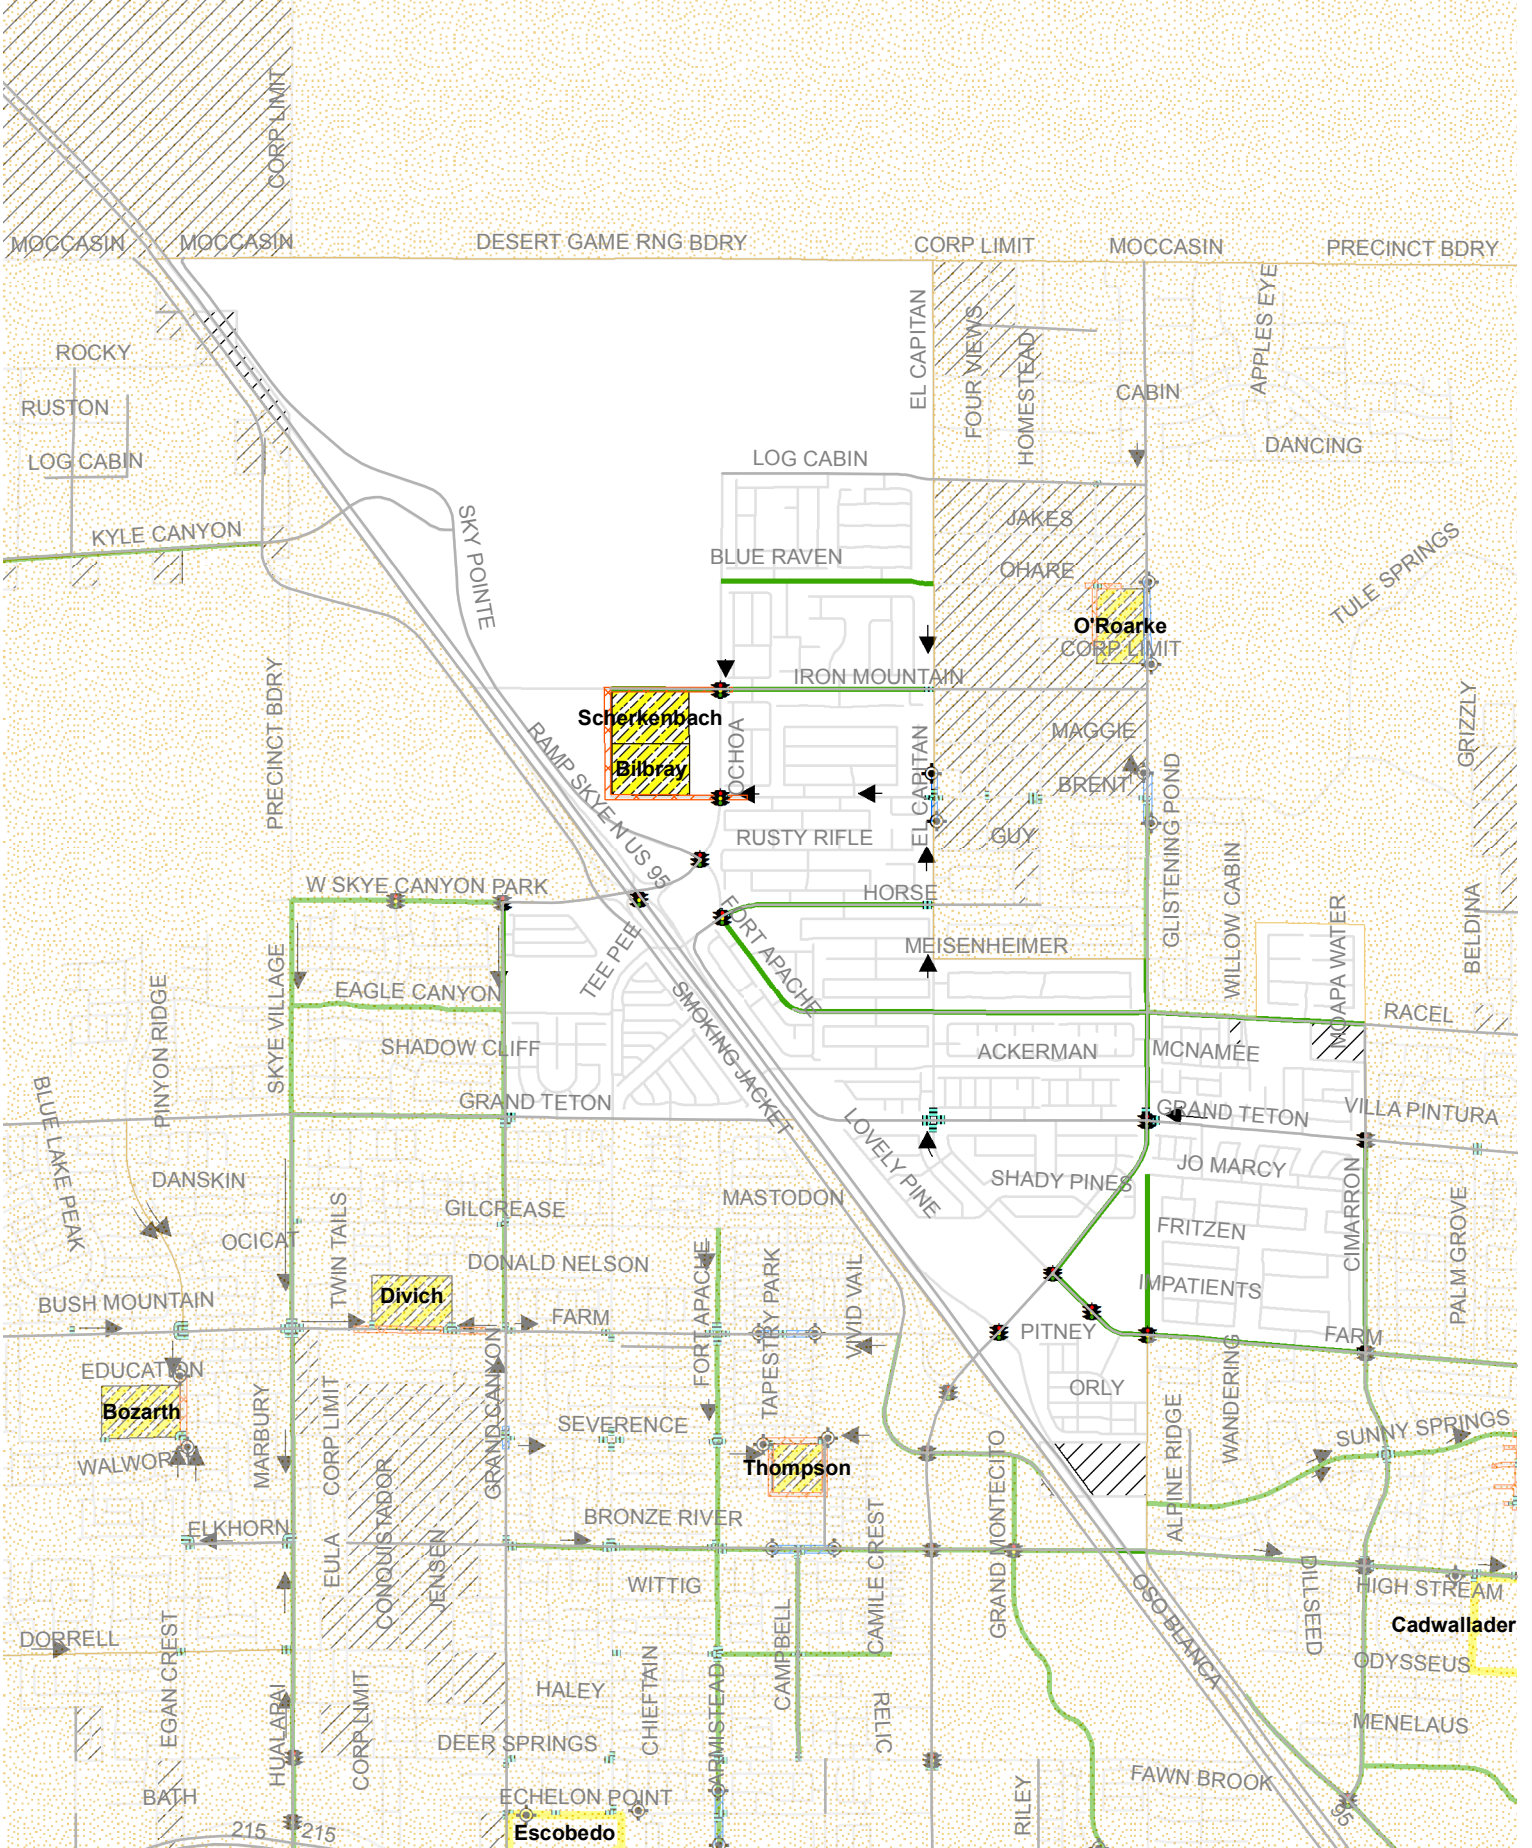 CORP LIMIT
MOCCASIN
MOCCASIN
DESERT GAME RNG BDRY
CORP LIMIT
MOCCASIN
PRECINCT BDRY
EL CAPITAN
FOUR VIEWS
HOMESTEAD
APPLES EYE
ROCKY
CABIN
RUSTON
DANCING
LOG CABIN
LOG CABIN
KYLE CANYON
SKY POINTE
JAKES
BLUE RAVEN
OHARE
TULE SPRINGS
O'Roarke
CORP LIMIT
PRECINCT BDRY
IRON MOUNTAIN
Scherkenbach
Bilbray
OCHOA
RAMP SKYE N US 95
EL CAPITAN
MAGGIE
BRENT
GRIZZLY
GLISTENING POND
RUSTY RIFLE
GUY
W SKYE CANYON PARK
HORSE
FORT APACHE
MEISENHEIMER
WILLOW CABIN
MOAPA WATER
BELDINA
TEE PEE
SKYE VILLAGE
EAGLE CANYON
PINYON RIDGE
SMOKING JACKET
RACEL
SHADOW CLIFF
ACKERMAN
MCNAMEE
BLUE LAKE PEAK
GRAND TETON
GRAND TETON
VILLA PINTURA
LOVELY PINE
DANSKIN
SHADY PINES
JO MARCY
MASTODON
TWIN TAILS
GILCREASE
OCICAT
FRITZEN
CIMARRON
PALM GROVE
DONALD NELSON
FORT APACHE
TAPESTRY PARK
VIVID VAIL
IMPATIENTS
Divich
BUSH MOUNTAIN
FARM
PITNEY
FARM
EDUCATION
GRAND CANYON
WANDERING
ORLY
Bozarth
MARBURY
CORP LIMIT
SEVERENCE
ALPINE RIDGE
SUNNY SPRINGS
WALWORTH
CONQUISTADOR
Thompson
GRAND MONTECITO
BRONZE RIVER
ELKHORN
EULA
JENSEN
CAMILE CREST
WITTIG
OSO BLANCA
DILLSEED
HIGH STREAM
Cadwallader
DORRELL
EGAN CREST
CHIEFTAIN
ARMISTEAD
CAMPBELL
ODYSSEUS
HALEY
HUALAPAI
CORP LIMIT
RELIC
MENELAUS
DEER SPRINGS
BATH
ECHELON POINT
RILEY
FAWN BROOK
95
215
215
Escobedo